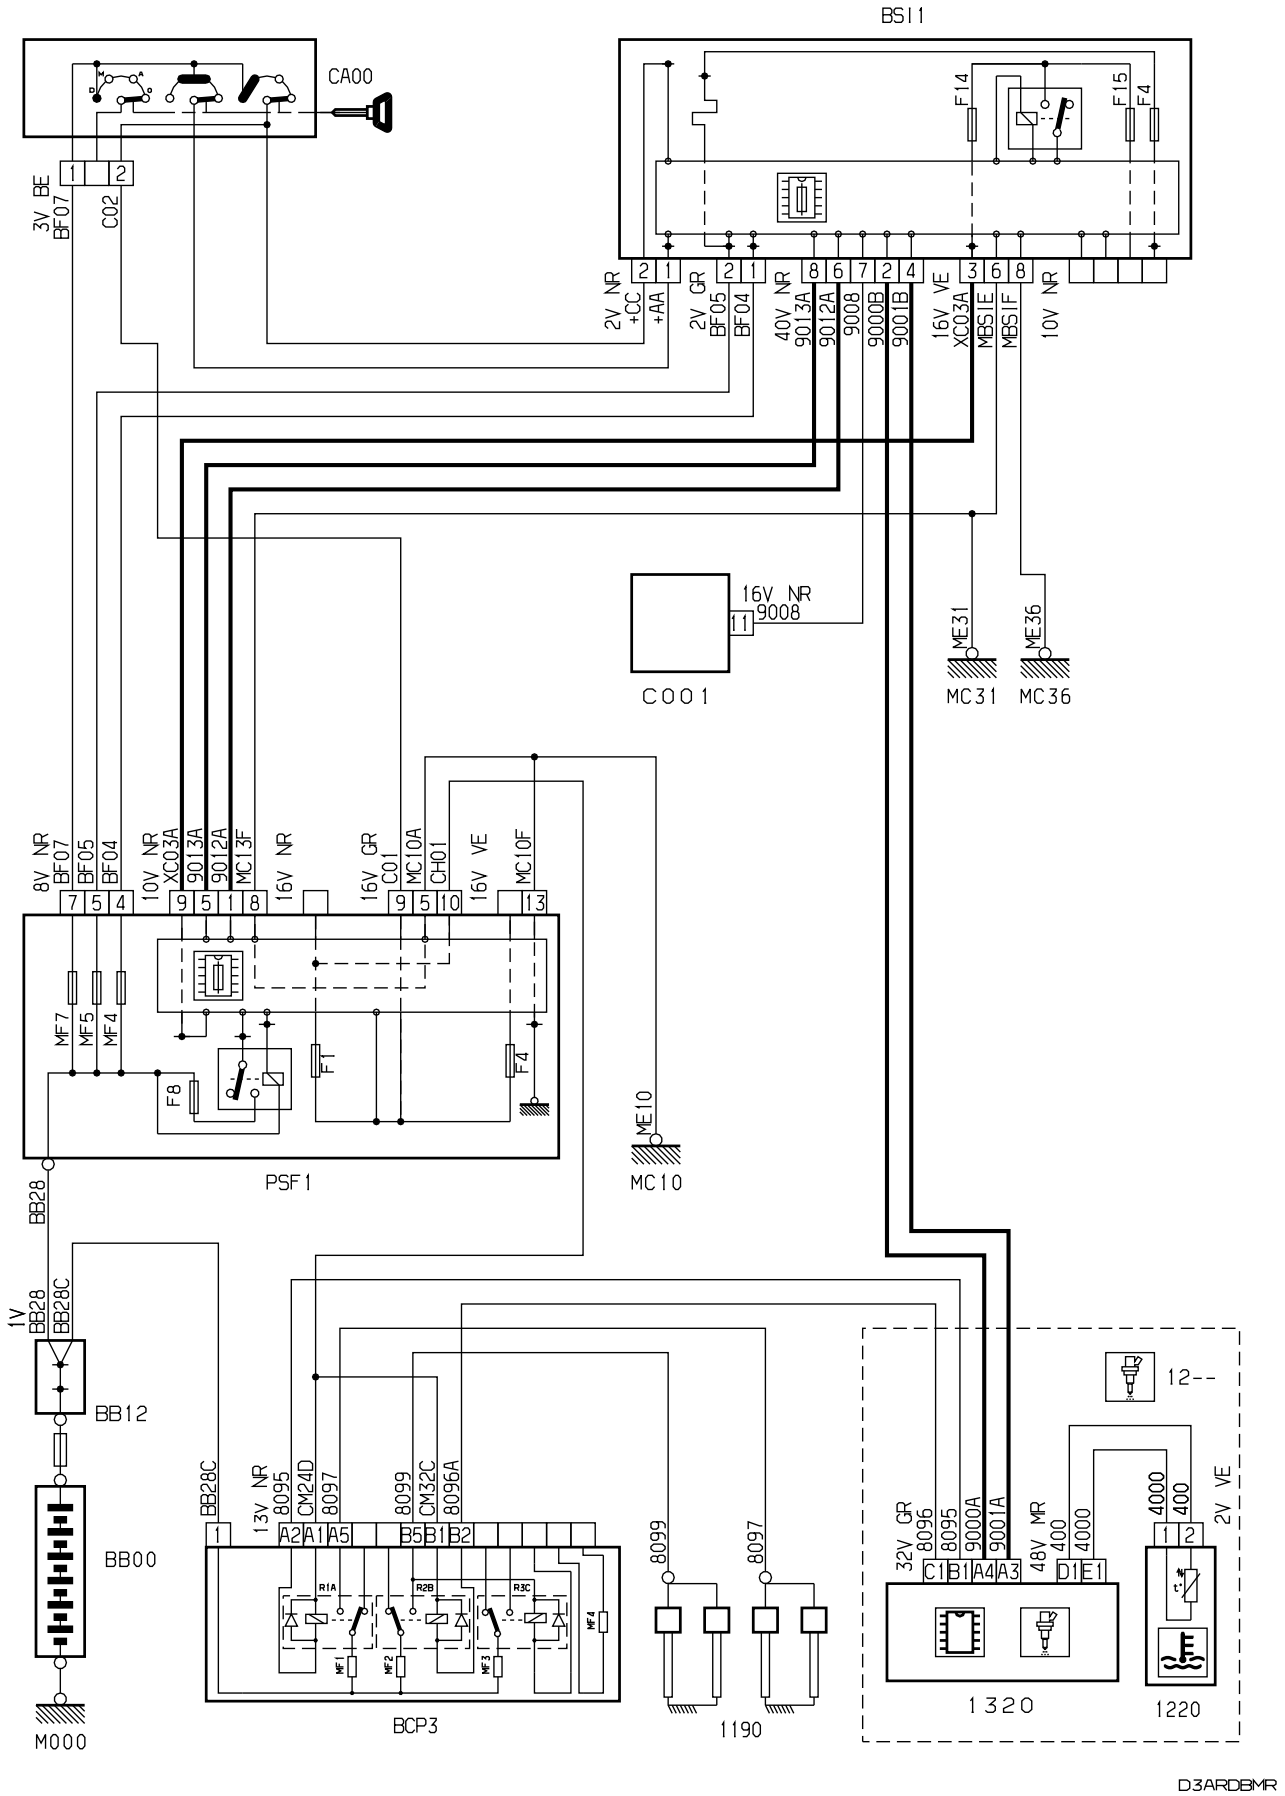 BSI1
CA00
M
A
D
O
F14
F15
F4
1
2
3V BE
BF07
C02
2
1
2
1
8
6
7
2
4
3
6
8
2V NR
+CC
+AA
2V GR
BF05
BF04
40V NR
9013A
9012A
9008
9000B
9001B
16V VE
XC03A
MBSIE
MBSIF
10V NR
16V NR
9008
11
C001
ME31
ME36
MC31
MC36
8V NR
BF07
BF05
BF04
10V NR
XC03A
9013A
9012A
MC13F
16V NR
16V GR
C01
MC10A
CH01
16V VE
MC10F
7
5
4
9
5
1
8
9
5
10
13
MF7
MF5
MF4
F8
F1
F4
PSF1
ME10
MC10
BB28
1V
BB28
BB28C
BB12
BB00
M000
BB28C
13V NR
8095
CM24D
8097
8099
CM32C
8096A
1
A2
A1
A5
B5
B1
B2
R1A
R2B
R3C
MF1
MF2
MF3
MF4
BCP3
8099
8097
1190
12--
32V GR
8096
8095
9000A
9001A
48V MR
400
4000
C1
B1
A4
A3
D1
E1
1320
4000
400
2V VE
1
2
t°
1220
D3ARDBMR